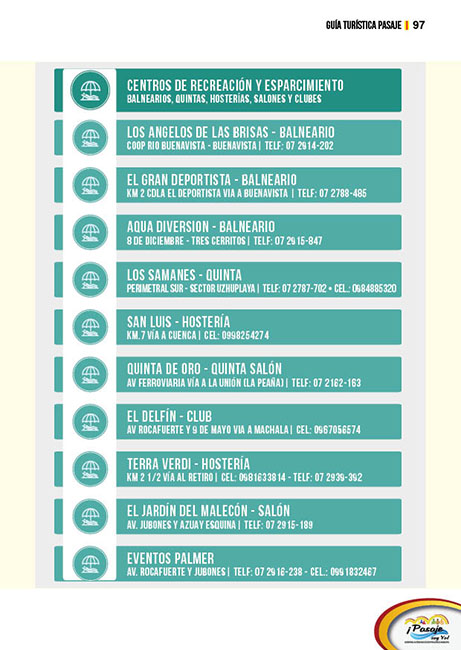 GUÍA TURÍSTICA PASAJE | 97
CENTROS DE RECREACIÓN Y ESPARCIMIENTO
BALNEARIOS, QUINTAS, HOSTERÍAS, SALONES Y CLUBES
LOS ANGELOS DE LAS BRISAS - BALNEARIO
COOP RIO BUENAVISTA - BUENAVISTA | TELF: 07 2914-202
EL GRAN DEPORTISTA - BALNEARIO
KM 2 CDLA EL DEPORTISTA VIA A BUENAVISTA | TELF: 07 2788-485
AQUA DIVERSION - BALNEARIO
8 DE DICIEMBRE - TRES CERRITOS | TELF: 07 2915-847
LOS SAMANES - QUINTA
PERIMETRAL SUR - SECTOR UZHUPLAYA | TELF: 07 2787-702 • CEL.: 0984885320
SAN LUIS - HOSTERÍA
KM.7 VÍA A CUENCA | CEL: 0998254274
QUINTA DE ORO - QUINTA SALÓN
AV FERROVIARIA VÍA A LA UNIÓN (LA PEAÑA) | TELF: 07 2162-163
EL DELFÍN - CLUB
AV ROCAFUERTE Y 9 DE MAYO VIA A MACHALA | CEL: 0967056574
TERRA VERDI - HOSTERÍA
KM 2 1/2 VÍA AL RETIRO | CEL: 0981633814 - TELF: 07 2939-392
EL JARDÍN DEL MALECÓN - SALÓN
AV. JUBONES Y AZUAY ESQUINA | TELF: 07 2915-189
EVENTOS PALMER
AV. ROCAFUERTE Y JUBONES | TELF: 07 2916-238 - CEL.: 0991832467
¡Pasaje
soy Yo!